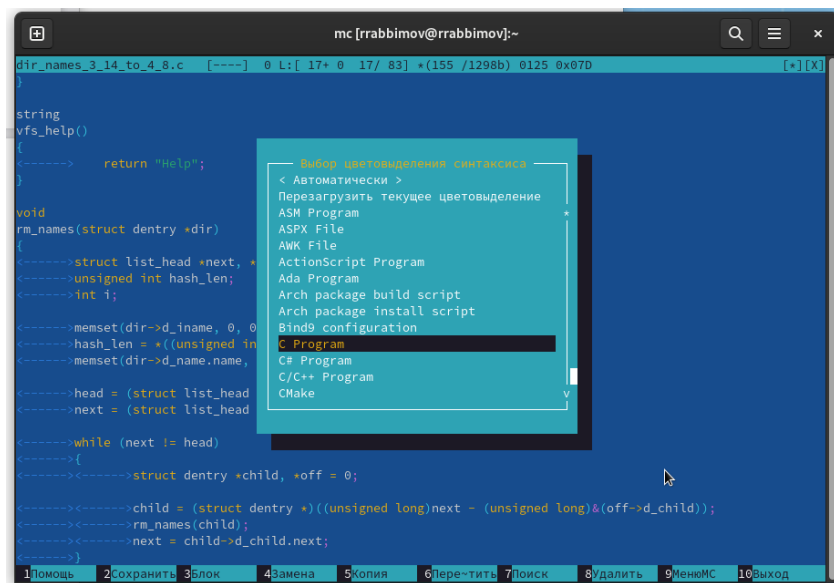 mc [rrabbimov@rrabbimov]:~
dir_names_3_14_to_4_8.c [----] 0 L:[ 17+ 0 17/ 83] *(155 /1298b) 0125 0x07D [*][X]
}
string
vfs_help()
{
<------> return "Help";
}
void
rm_names(struct dentry *dir)
{
<------>struct list_head *next, *
<------>unsigned int hash_len;
<------>int i;
<------>memset(dir->d_iname, 0, 0
<------>hash_len = *((unsigned in
<------>memset(dir->d_name.name,
<------>head = (struct list_head
<------>next = (struct list_head
<------>while (next != head)
<------>{
<------><------>struct dentry *child, *off = 0;
<------><------>child = (struct dentry *)((unsigned long)next - (unsigned long)&(off->d_child));
<------><------>rm_names(child);
<------><------>next = child->d_child.next;
<------>}
Выбор цветовыделения синтаксиса
< Автоматически >
Перезагрузить текущее цветовыделение
ASM Program
ASPX File
AWK File
ActionScript Program
Ada Program
Arch package build script
Arch package install script
Bind9 configuration
C Program
C# Program
C/C++ Program
CMake
1Помощь 2Сохранить 3Блок 4Замена 5Копия 6Пере~тить 7Поиск 8Удалить 9МенюMC 10Выход